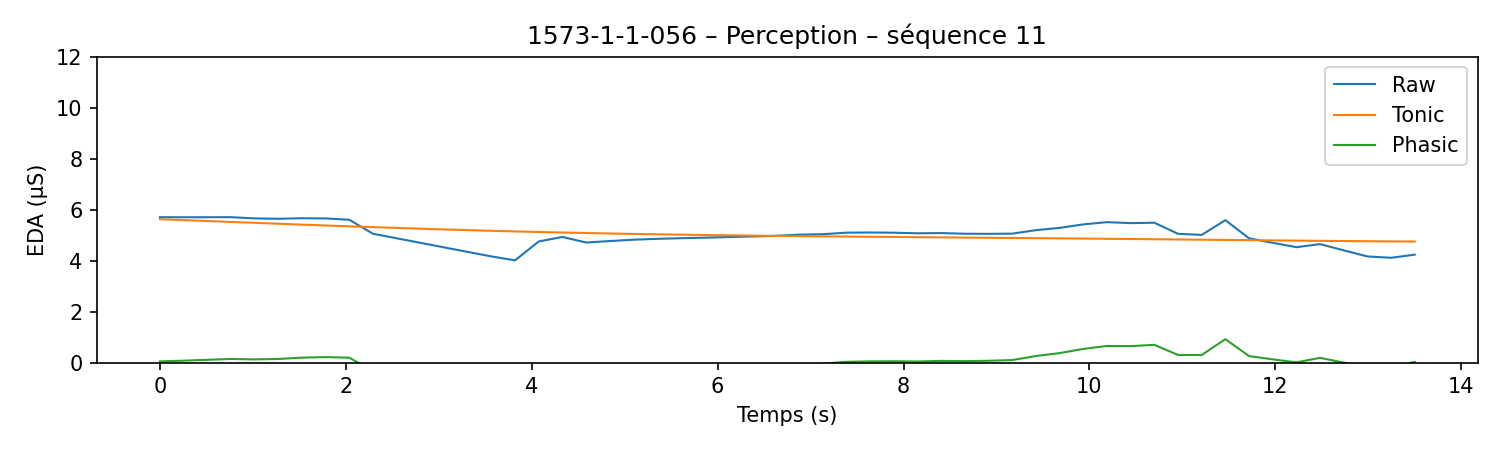 1573-1-1-056 – Perception – séquence 11
EDA (µS)
12
10
8
6
4
2
0
Raw
Tonic
Phasic
0 2 4 6 8 10 12 14
Temps (s)